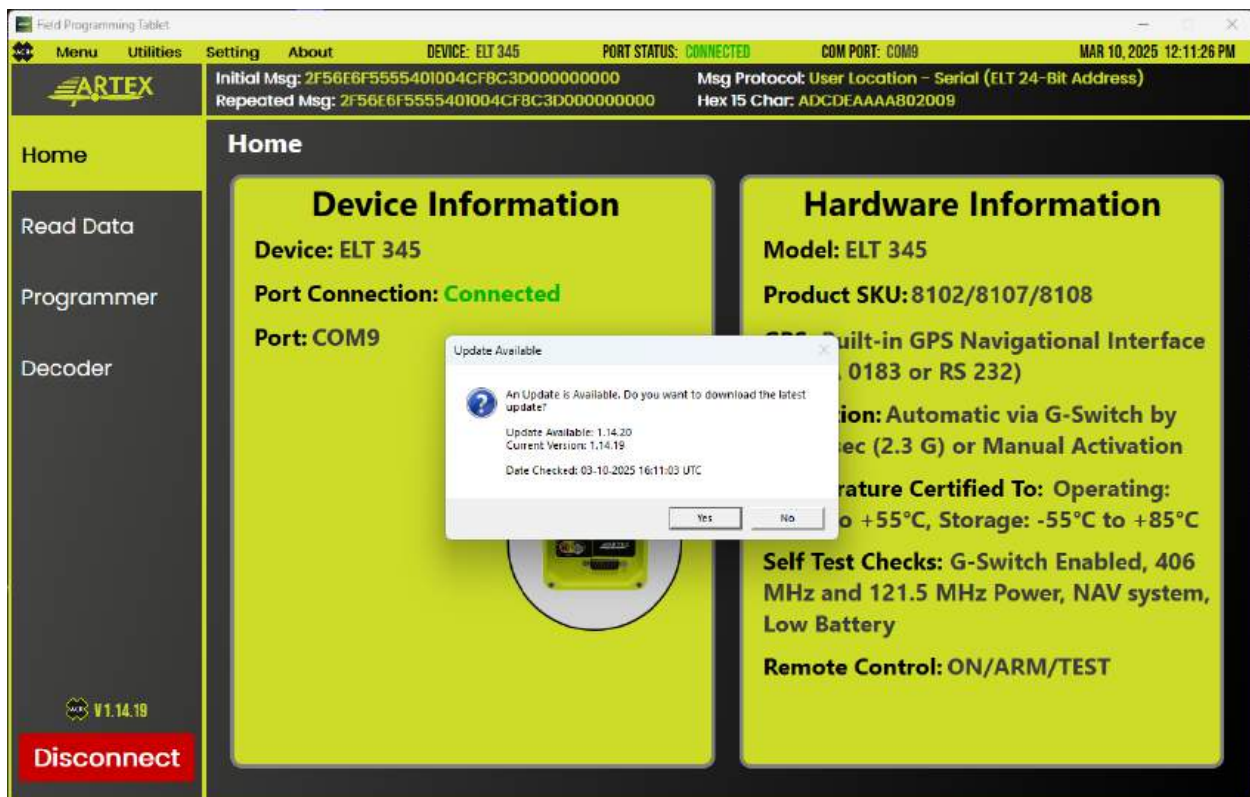 Field Programming Tablet
Menu Utilities Setting About DEVICE: ELT 345 PORT STATUS: CONNECTED COM PORT: COM9 MAR 10, 2025 12:11:26 PM
ARTEX
Initial Msg: 2F56E6F5555401004CF8C3D000000000 Msg Protocol: User Location - Serial (ELT 24-Bit Address)
Repeated Msg: 2F56E6F5555401004CF8C3D000000000 Hex 15 Char: ADCDEAAAA802009
Home
Read Data
Programmer
Decoder
V 1.14.19
Disconnect
Home
Device Information
Device: ELT 345
Port Connection: Connected
Port: COM9
Update Available
An Update is Available. Do you want to download the latest
update?
Update Available: 1.14.20
Current Version: 1.14.19
Date Checked: 03-10-2025 16:11:03 UTC
Yes No
ARTEX
Hardware Information
Model: ELT 345
Product SKU: 8102/8107/8108
Built-in GPS Navigational Interface
0183 or RS 232)
Automatic via G-Switch by
(2.3 G) or Manual Activation
Certified To: Operating:
+55°C, Storage: -55°C to +85°C
Self Test Checks: G-Switch Enabled, 406
MHz and 121.5 MHz Power, NAV system,
Low Battery
Remote Control: ON/ARM/TEST